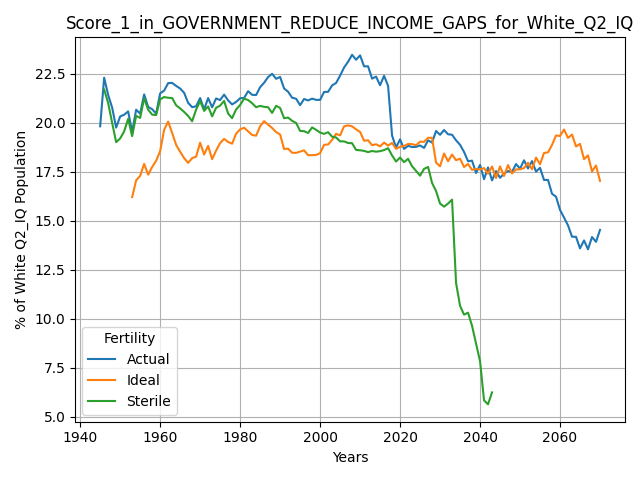 Score_1_in_GOVERNMENT_REDUCE_INCOME_GAPS_for_White_Q2_IQ
% of White Q2_IQ Population
22.5
20.0
17.5
15.0
12.5
10.0
7.5
5.0
Fertility
Actual
Ideal
Sterile
1940
1960
1980
2000
2020
2040
2060
Years